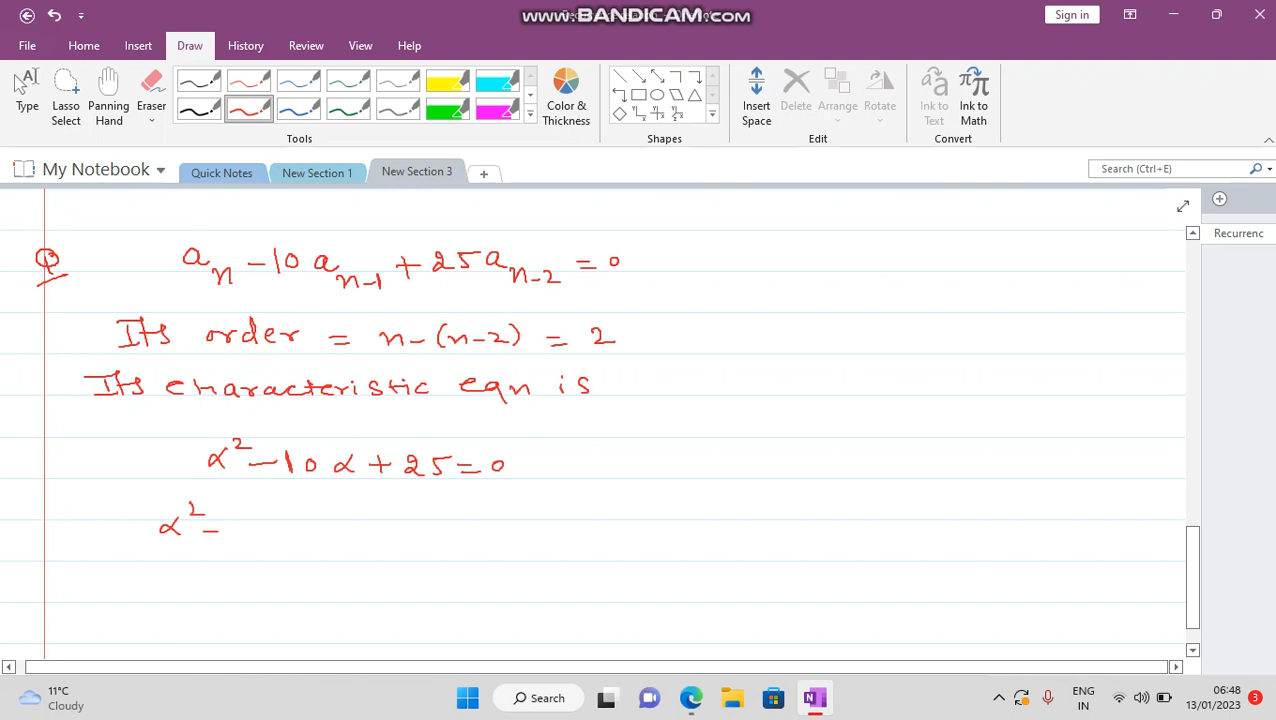 www.BANDICAM.com
Sign in
File Home Insert Draw History Review View Help
Type Lasso Select Panning Hand Eraser Color & Thickness Insert Space Delete Arrange Rotate Ink to Text Ink to Math
Tools Shapes Edit Convert
My Notebook Quick Notes New Section 1 New Section 3 Search (Ctrl+E)
Recurrenc
Q aₙ - 10 aₙ₋₁ + 25 aₙ₋₂ = 0
Its order = n - (n-2) = 2
Its characteristic eqn is
α² - 10 α + 25 = 0
α² -
11°C
Cloudy
Search
ENG
IN
06:48
13/01/2023
3